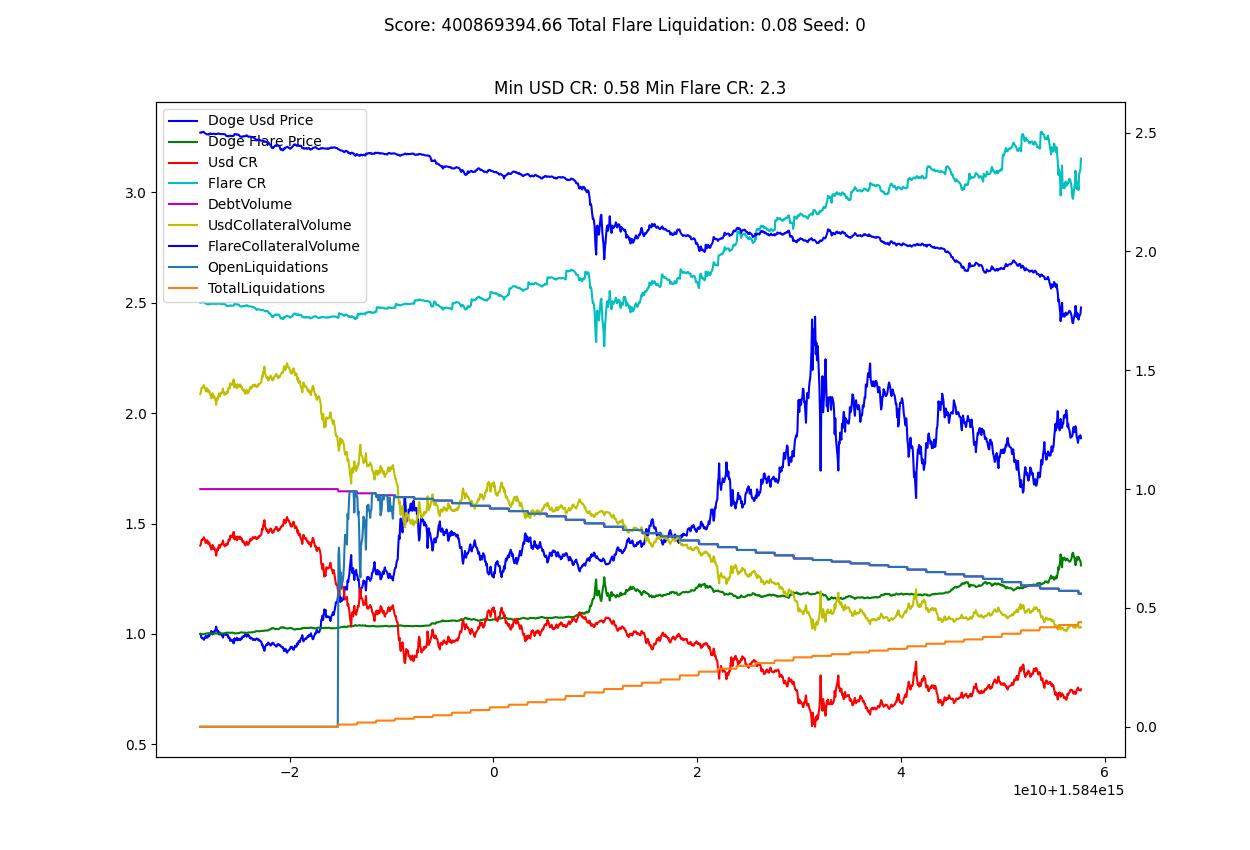 Score: 400869394.66 Total Flare Liquidation: 0.08 Seed: 0
Min USD CR: 0.58 Min Flare CR: 2.3
Doge Usd Price
Doge Flare Price
Usd CR
Flare CR
DebtVolume
UsdCollateralVolume
FlareCollateralVolume
OpenLiquidations
TotalLiquidations
3.0
2.5
2.0
1.5
1.0
0.5
2.5
2.0
1.5
1.0
0.5
0.0
−2
0
2
4
6
1e10+1.584e15